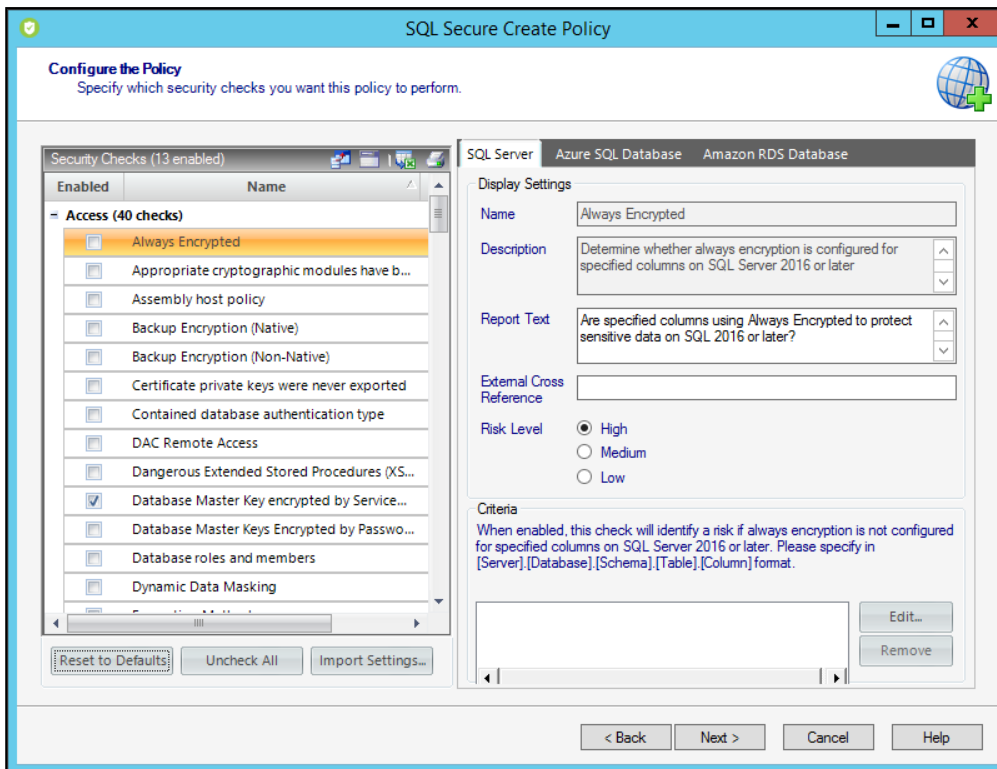 SQL Secure Create Policy
Configure the Policy
Specify which security checks you want this policy to perform.
Security Checks (13 enabled)
Enabled Name
Access (40 checks)
Always Encrypted
Appropriate cryptographic modules have b...
Assembly host policy
Backup Encryption (Native)
Backup Encryption (Non-Native)
Certificate private keys were never exported
Contained database authentication type
DAC Remote Access
Dangerous Extended Stored Procedures (XS...
Database Master Key encrypted by Service...
Database Master Keys Encrypted by Passwo...
Database roles and members
Dynamic Data Masking
Reset to Defaults Uncheck All Import Settings...
SQL Server Azure SQL Database Amazon RDS Database
Display Settings
Name Always Encrypted
Description Determine whether always encryption is configured for
specified columns on SQL Server 2016 or later
Report Text Are specified columns using Always Encrypted to protect
sensitive data on SQL 2016 or later?
External Cross
Reference
Risk Level High
Medium
Low
Criteria
When enabled, this check will identify a risk if always encryption is not configured
for specified columns on SQL Server 2016 or later. Please specify in
[Server].[Database].[Schema].[Table].[Column] format.
Edit...
Remove
< Back Next > Cancel Help